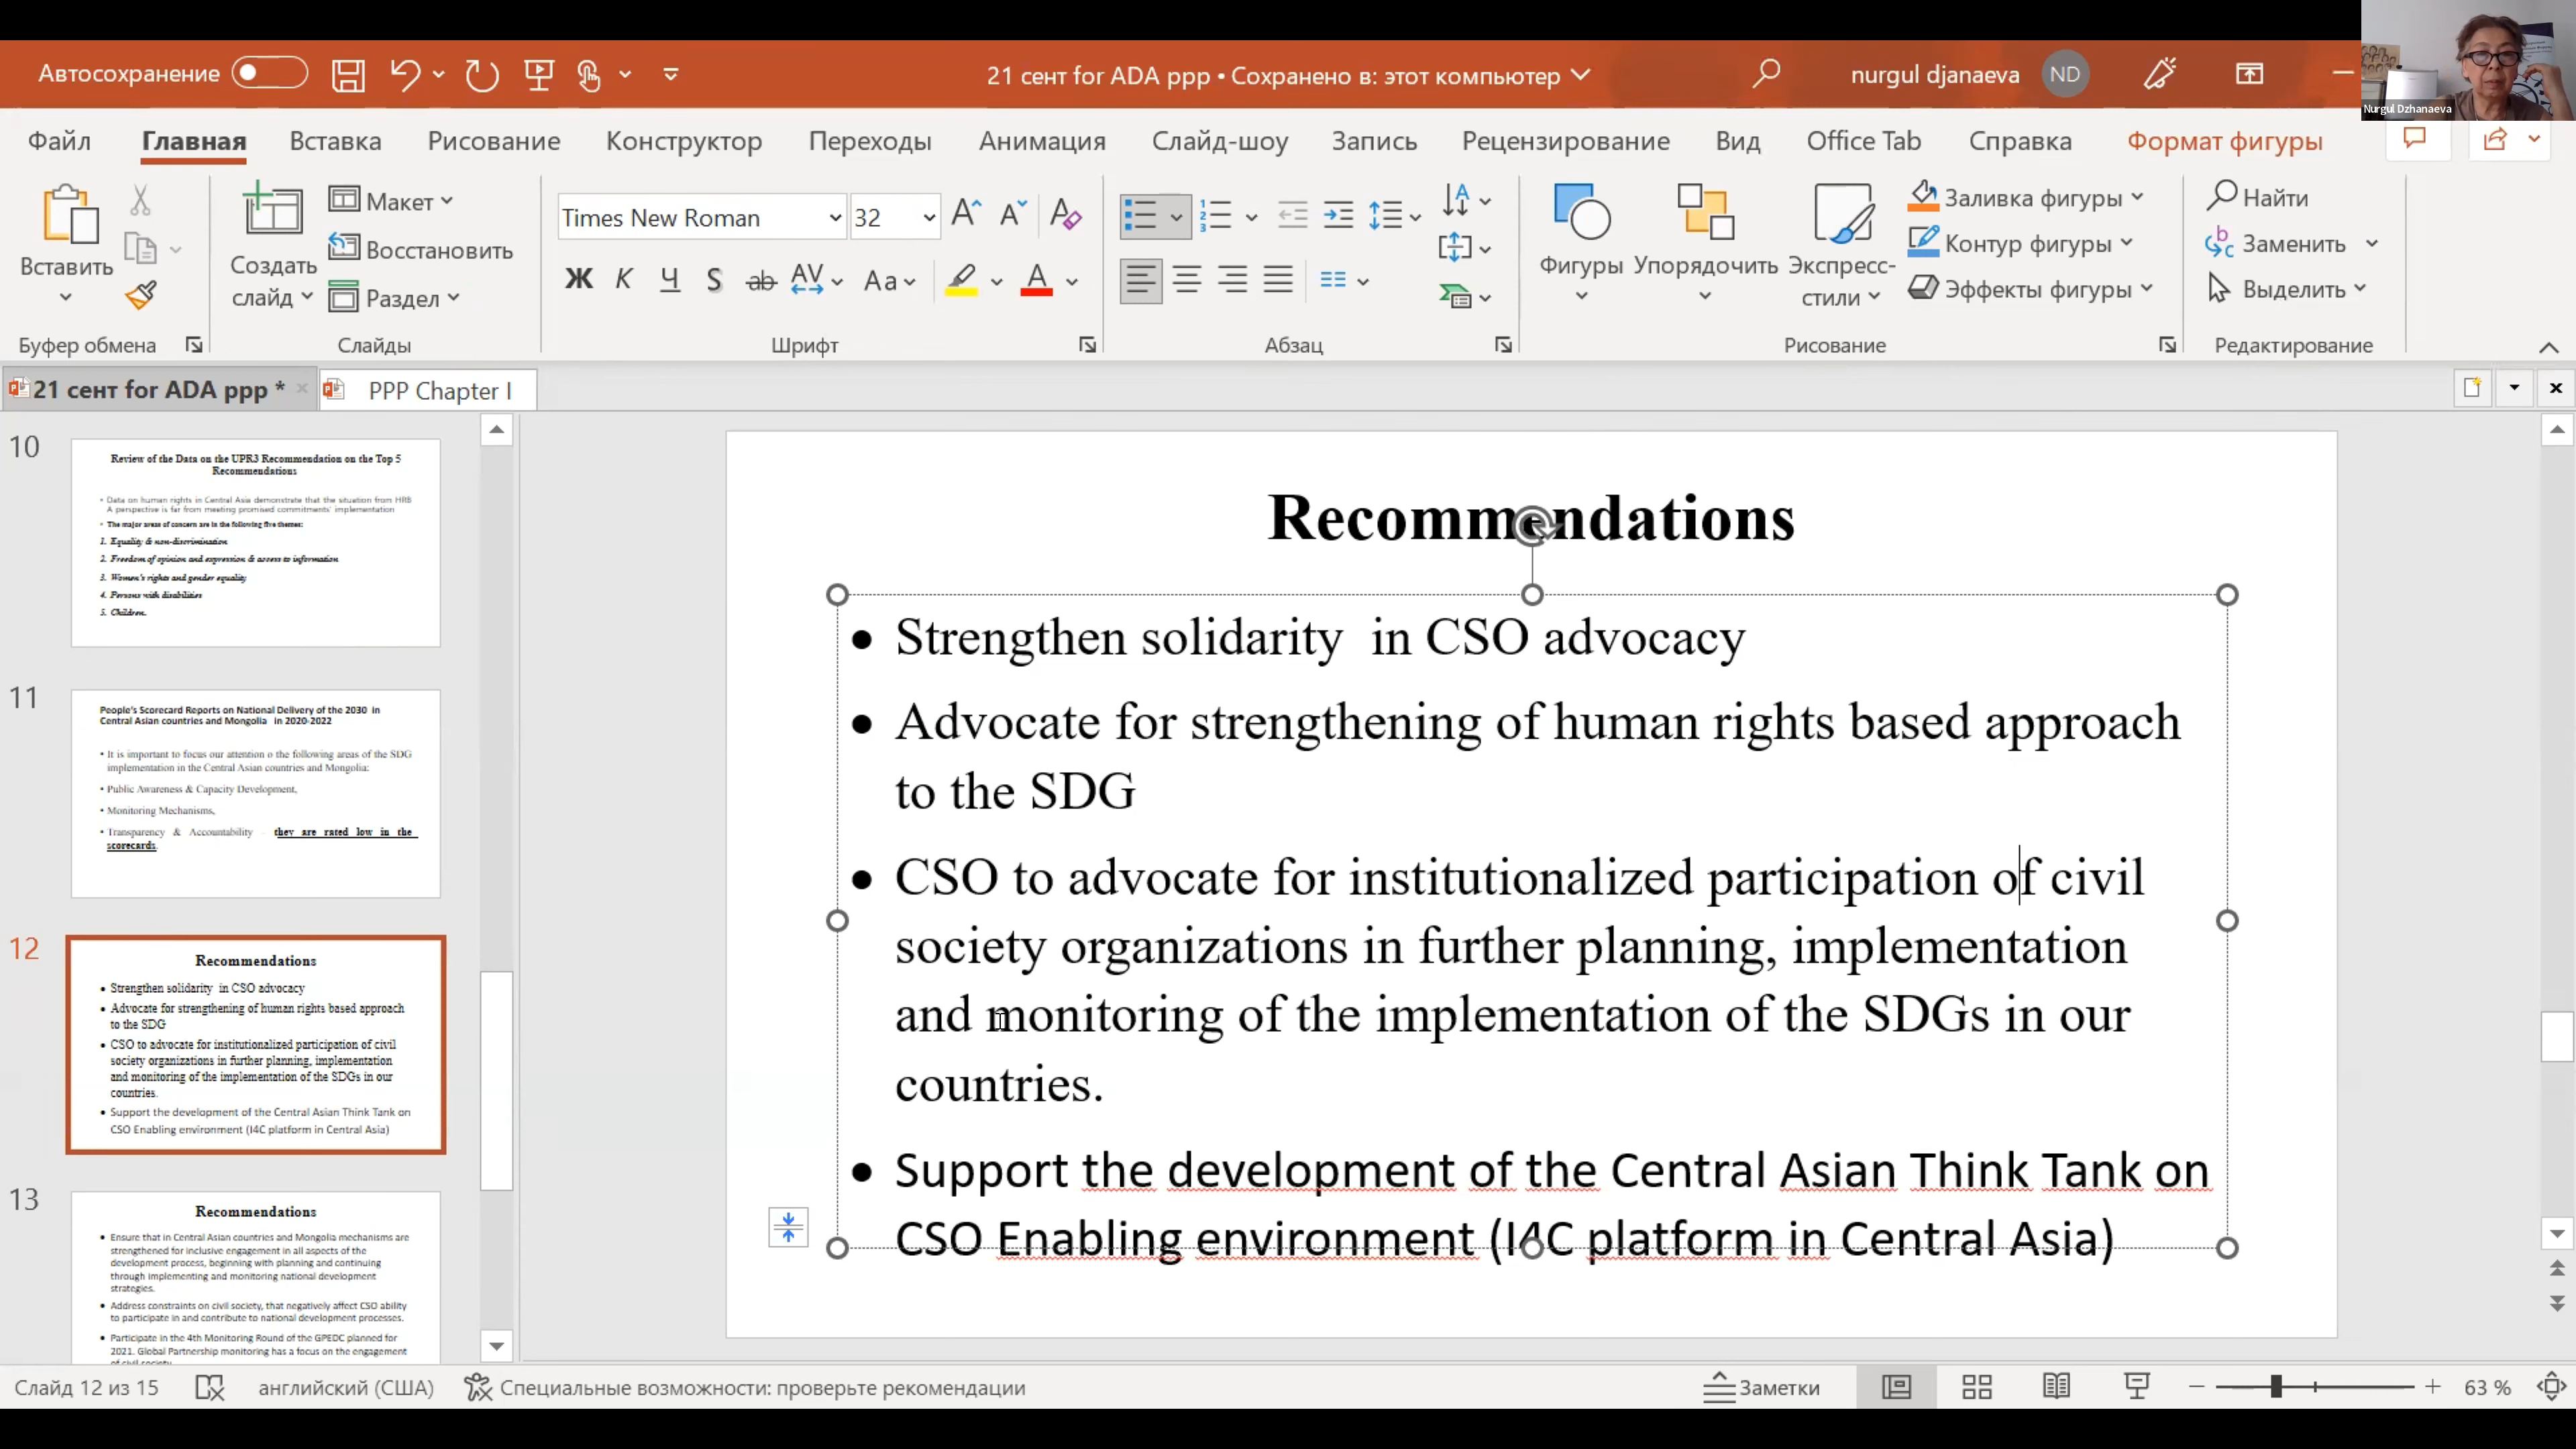 Автосохранение
21 сент for ADA ppp • Сохранено в: этот компьютер
nurgul djanaeva ND
Nurgul Dzhanaeva
Файл Главная Вставка Рисование Конструктор Переходы Анимация Слайд-шоу Запись Рецензирование Вид Office Tab Справка Формат фигуры
Вставить
Создать слайд
Макет
Восстановить
Раздел
Times New Roman 32
Ж К Ч S ab AV Aa A
Фигуры
Упорядочить
Экспресс-
стили
Заливка фигуры
Контур фигуры
Эффекты фигуры
Найти
Заменить
Выделить
Буфер обмена Слайды Шрифт Абзац Рисование Редактирование
21 сент for ADA ppp * PPP Chapter I
10
Review of the Data on the UPR3 Recommendation on the Top 5
Recommendations
• Data on human rights in Central Asia demonstrate that the situation from HRB
A perspective is far from meeting promised commitments' implementation
• The major areas of concern are in the following five themes:
1. Equality & non-discrimination
2. Freedom of opinion and expression & access to information
3. Women's rights and gender equality
4. Persons with disabilities
5. Children.
11
People's Scorecard Reports on National Delivery of the 2030 in
Central Asian countries and Mongolia in 2020-2022
• It is important to focus our attention o the following areas of the SDG
implementation in the Central Asian countries and Mongolia:
• Public Awareness & Capacity Development,
• Monitoring Mechanisms,
• Transparency & Accountability - they are rated low in the
scorecards.
12
Recommendations
• Strengthen solidarity in CSO advocacy
• Advocate for strengthening of human rights based approach
to the SDG
• CSO to advocate for institutionalized participation of civil
society organizations in further planning, implementation
and monitoring of the implementation of the SDGs in our
countries.
• Support the development of the Central Asian Think Tank on
CSO Enabling environment (I4C platform in Central Asia)
13
Recommendations
• Ensure that in Central Asian countries and Mongolia mechanisms are
strengthened for inclusive engagement in all aspects of the
development process, beginning with planning and continuing
through implementing and monitoring national development
strategies.
• Address constraints on civil society, that negatively affect CSO ability
to participate in and contribute to national development processes.
• Participate in the 4th Monitoring Round of the GPEDC planned for
2021. Global Partnership monitoring has a focus on the engagement
of civil society
Recommendations
• Strengthen solidarity in CSO advocacy
• Advocate for strengthening of human rights based approach
to the SDG
• CSO to advocate for institutionalized participation of civil
society organizations in further planning, implementation
and monitoring of the implementation of the SDGs in our
countries.
• Support the development of the Central Asian Think Tank on
CSO Enabling environment (I4C platform in Central Asia)
Слайд 12 из 15 английский (США) Специальные возможности: проверьте рекомендации Заметки 63 %